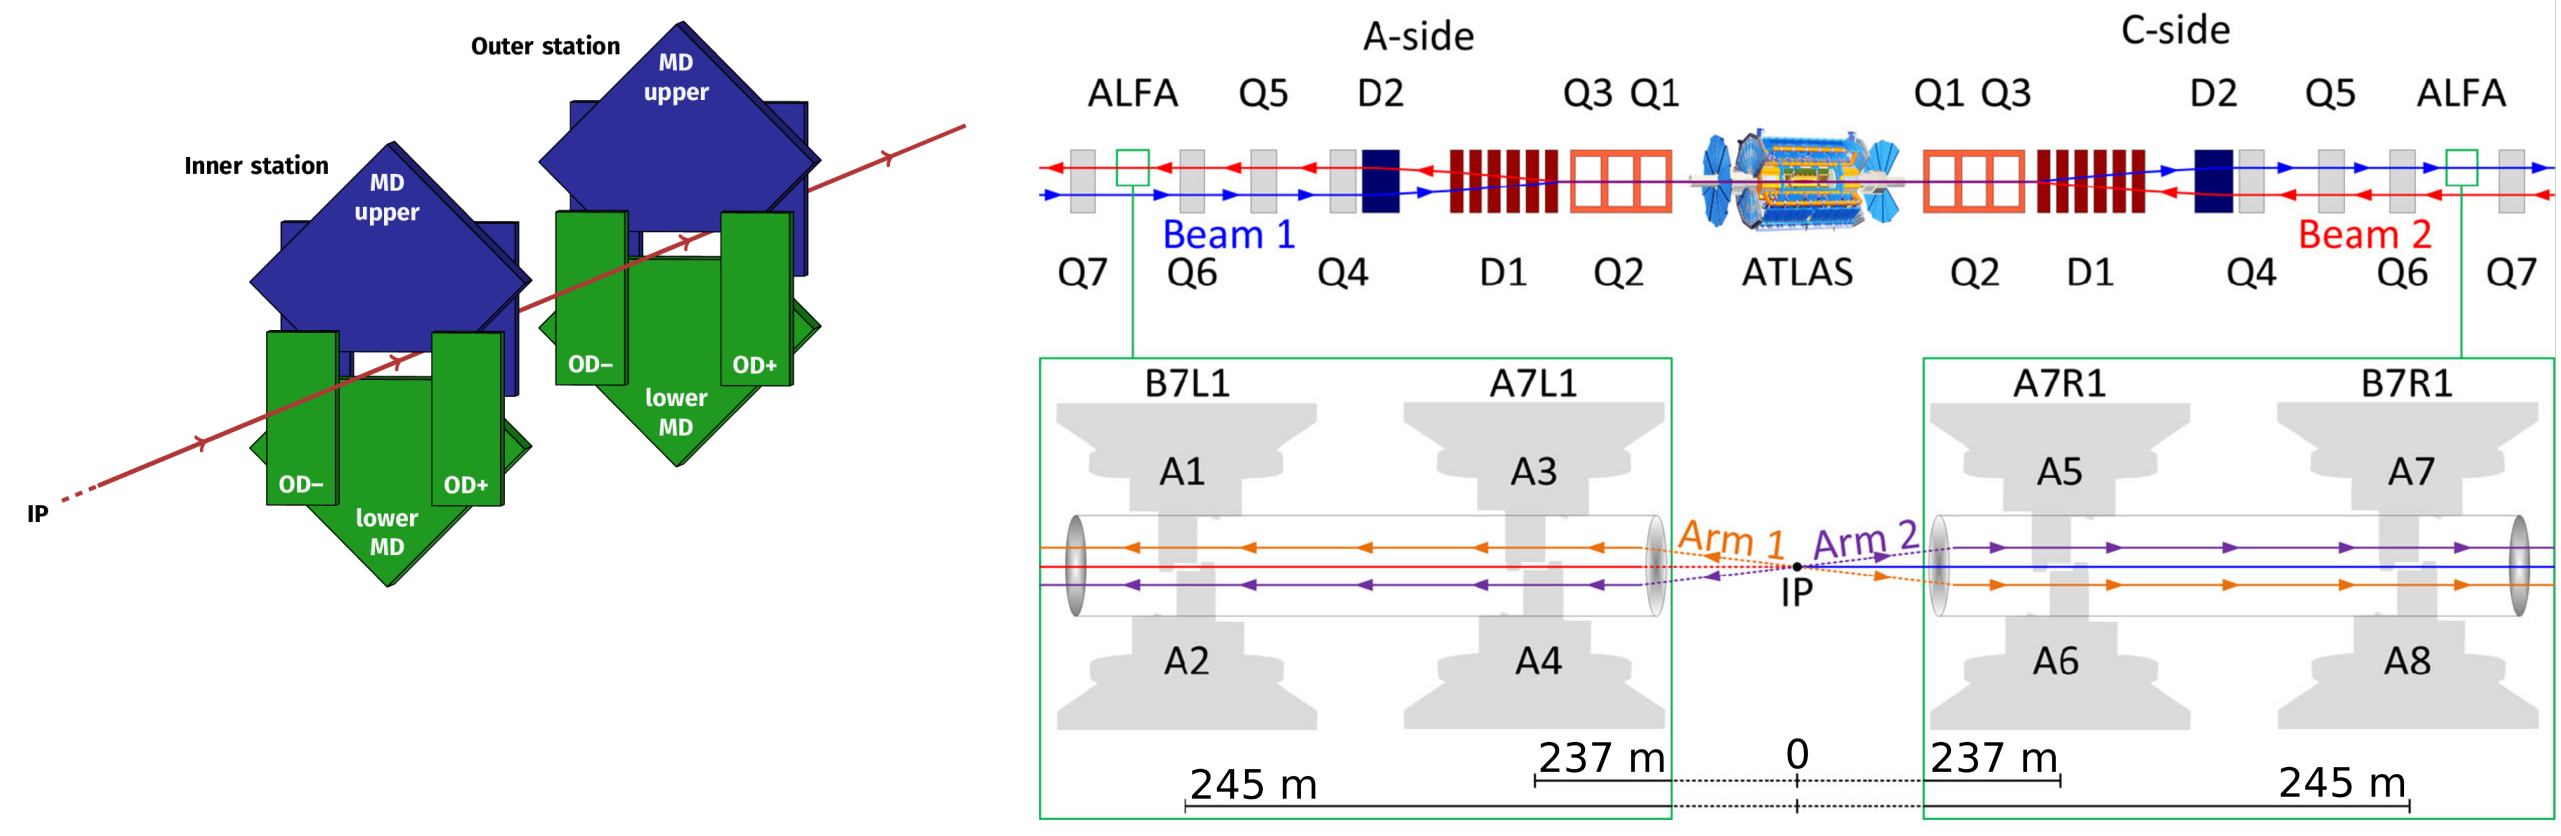 Outer station
MD
upper
Inner station
MD
upper
OD–
OD+
lower
MD
OD–
OD+
lower
MD
IP
A-side
C-side
ALFA
Q5
D2
Q3
Q1
Q1
Q3
D2
Q5
ALFA
Beam 1
Beam 2
Q7
Q6
Q4
D1
Q2
ATLAS
Q2
D1
Q4
Q6
Q7
B7L1
A7L1
A7R1
B7R1
A1
A3
A5
A7
Arm 1
Arm 2
IP
A2
A4
A6
A8
237 m
0
237 m
245 m
245 m